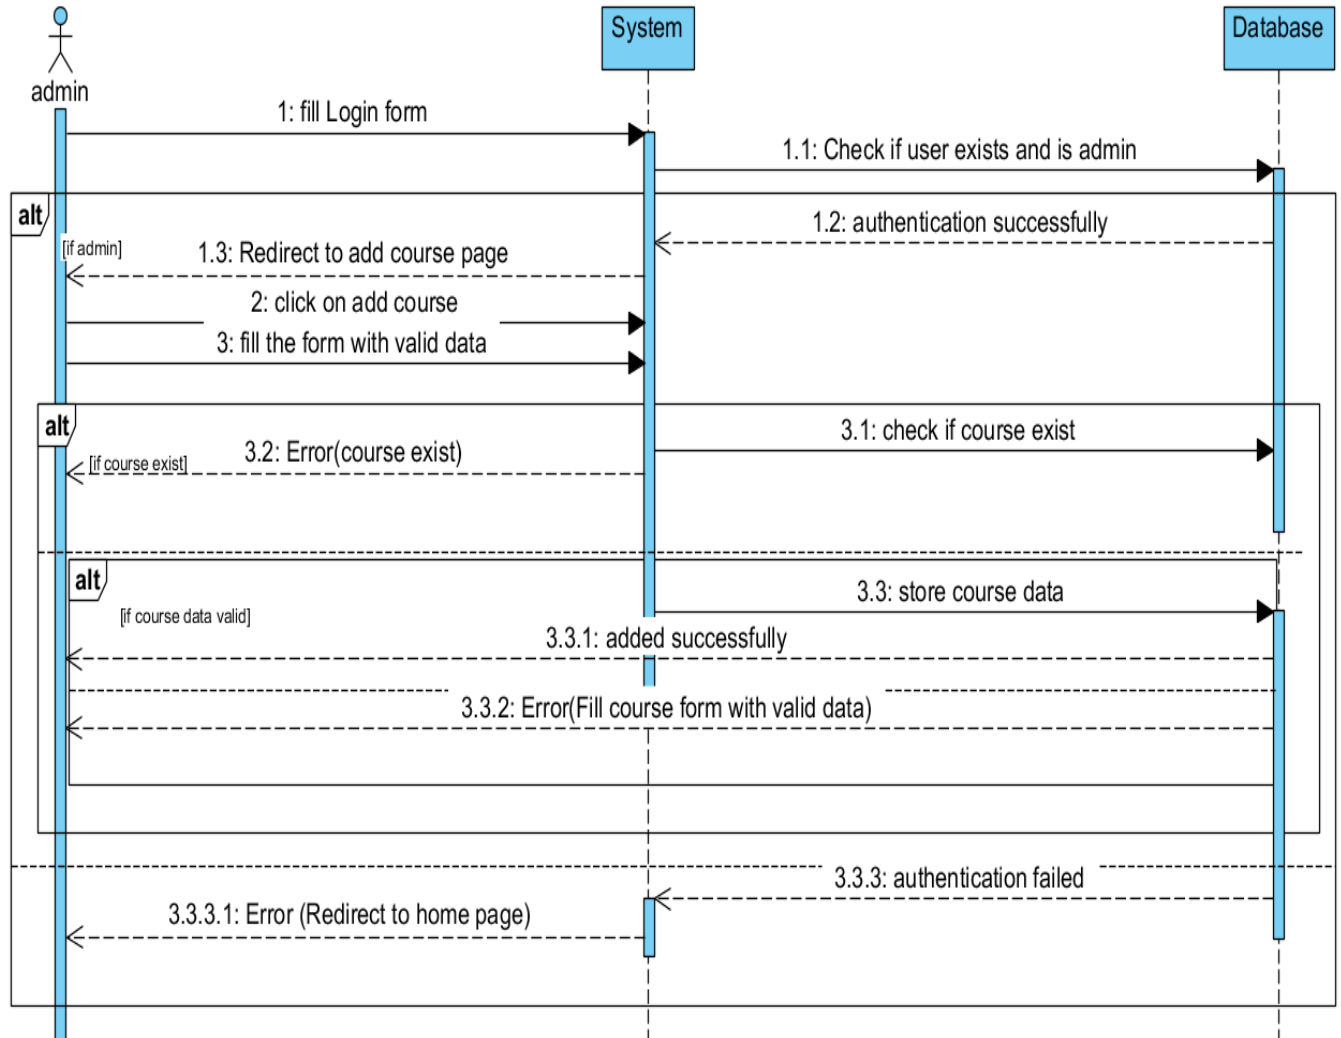 System
Database
admin
1: fill Login form
1.1: Check if user exists and is admin
alt
1.2: authentication successfully
[if admin]
1.3: Redirect to add course page
2: click on add course
3: fill the form with valid data
alt
3.1: check if course exist
[if course exist]
3.2: Error(course exist)
alt
3.3: store course data
[if course data valid]
3.3.1: added successfully
3.3.2: Error(Fill course form with valid data)
3.3.3: authentication failed
3.3.3.1: Error (Redirect to home page)